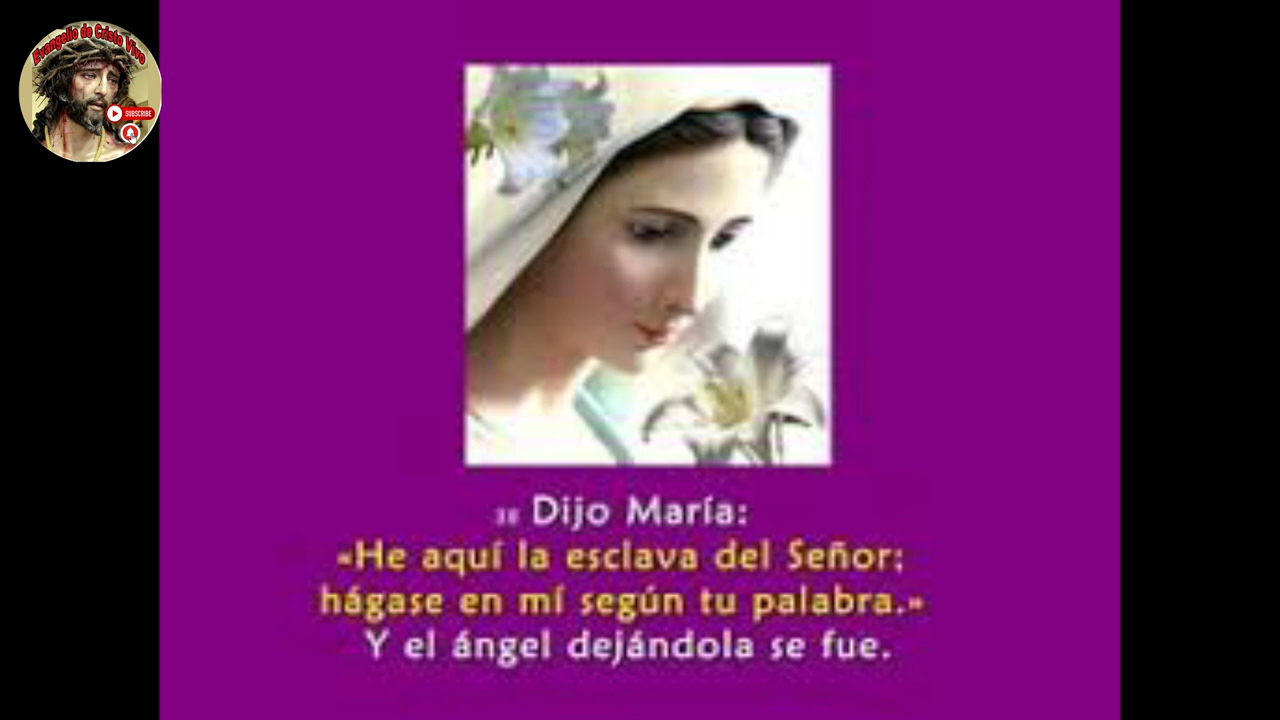 Evangelio de Cristo Vivo
SUBSCRIBE
38 Dijo María:
«He aquí la esclava del Señor;
hágase en mí según tu palabra.»
Y el ángel dejándola se fue.